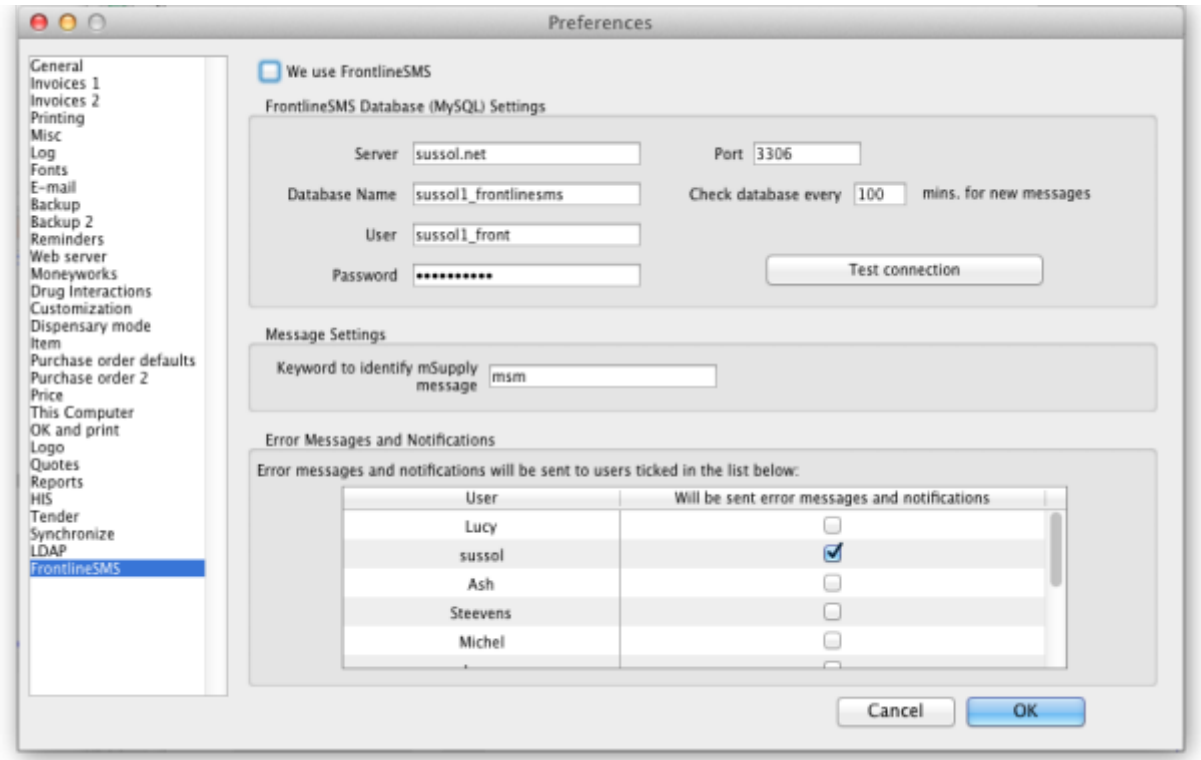 Preferences
General
Invoices 1
Invoices 2
Printing
Misc
Log
Fonts
E-mail
Backup
Backup 2
Reminders
Web server
Moneyworks
Drug Interactions
Customization
Dispensary mode
Item
Purchase order defaults
Purchase order 2
Price
This Computer
OK and print
Logo
Quotes
Reports
HIS
Tender
Synchronize
LDAP
FrontlineSMS
We use FrontlineSMS
FrontlineSMS Database (MySQL) Settings
Server sussol.net Port 3306
Database Name sussol1_frontlinesms Check database every 100 mins. for new messages
User sussol1_front
Password •••••••••• Test connection
Message Settings
Keyword to identify mSupply
message msm
Error Messages and Notifications
Error messages and notifications will be sent to users ticked in the list below:
User Will be sent error messages and notifications
Lucy
sussol
Ash
Steevens
Michel
Cancel OK